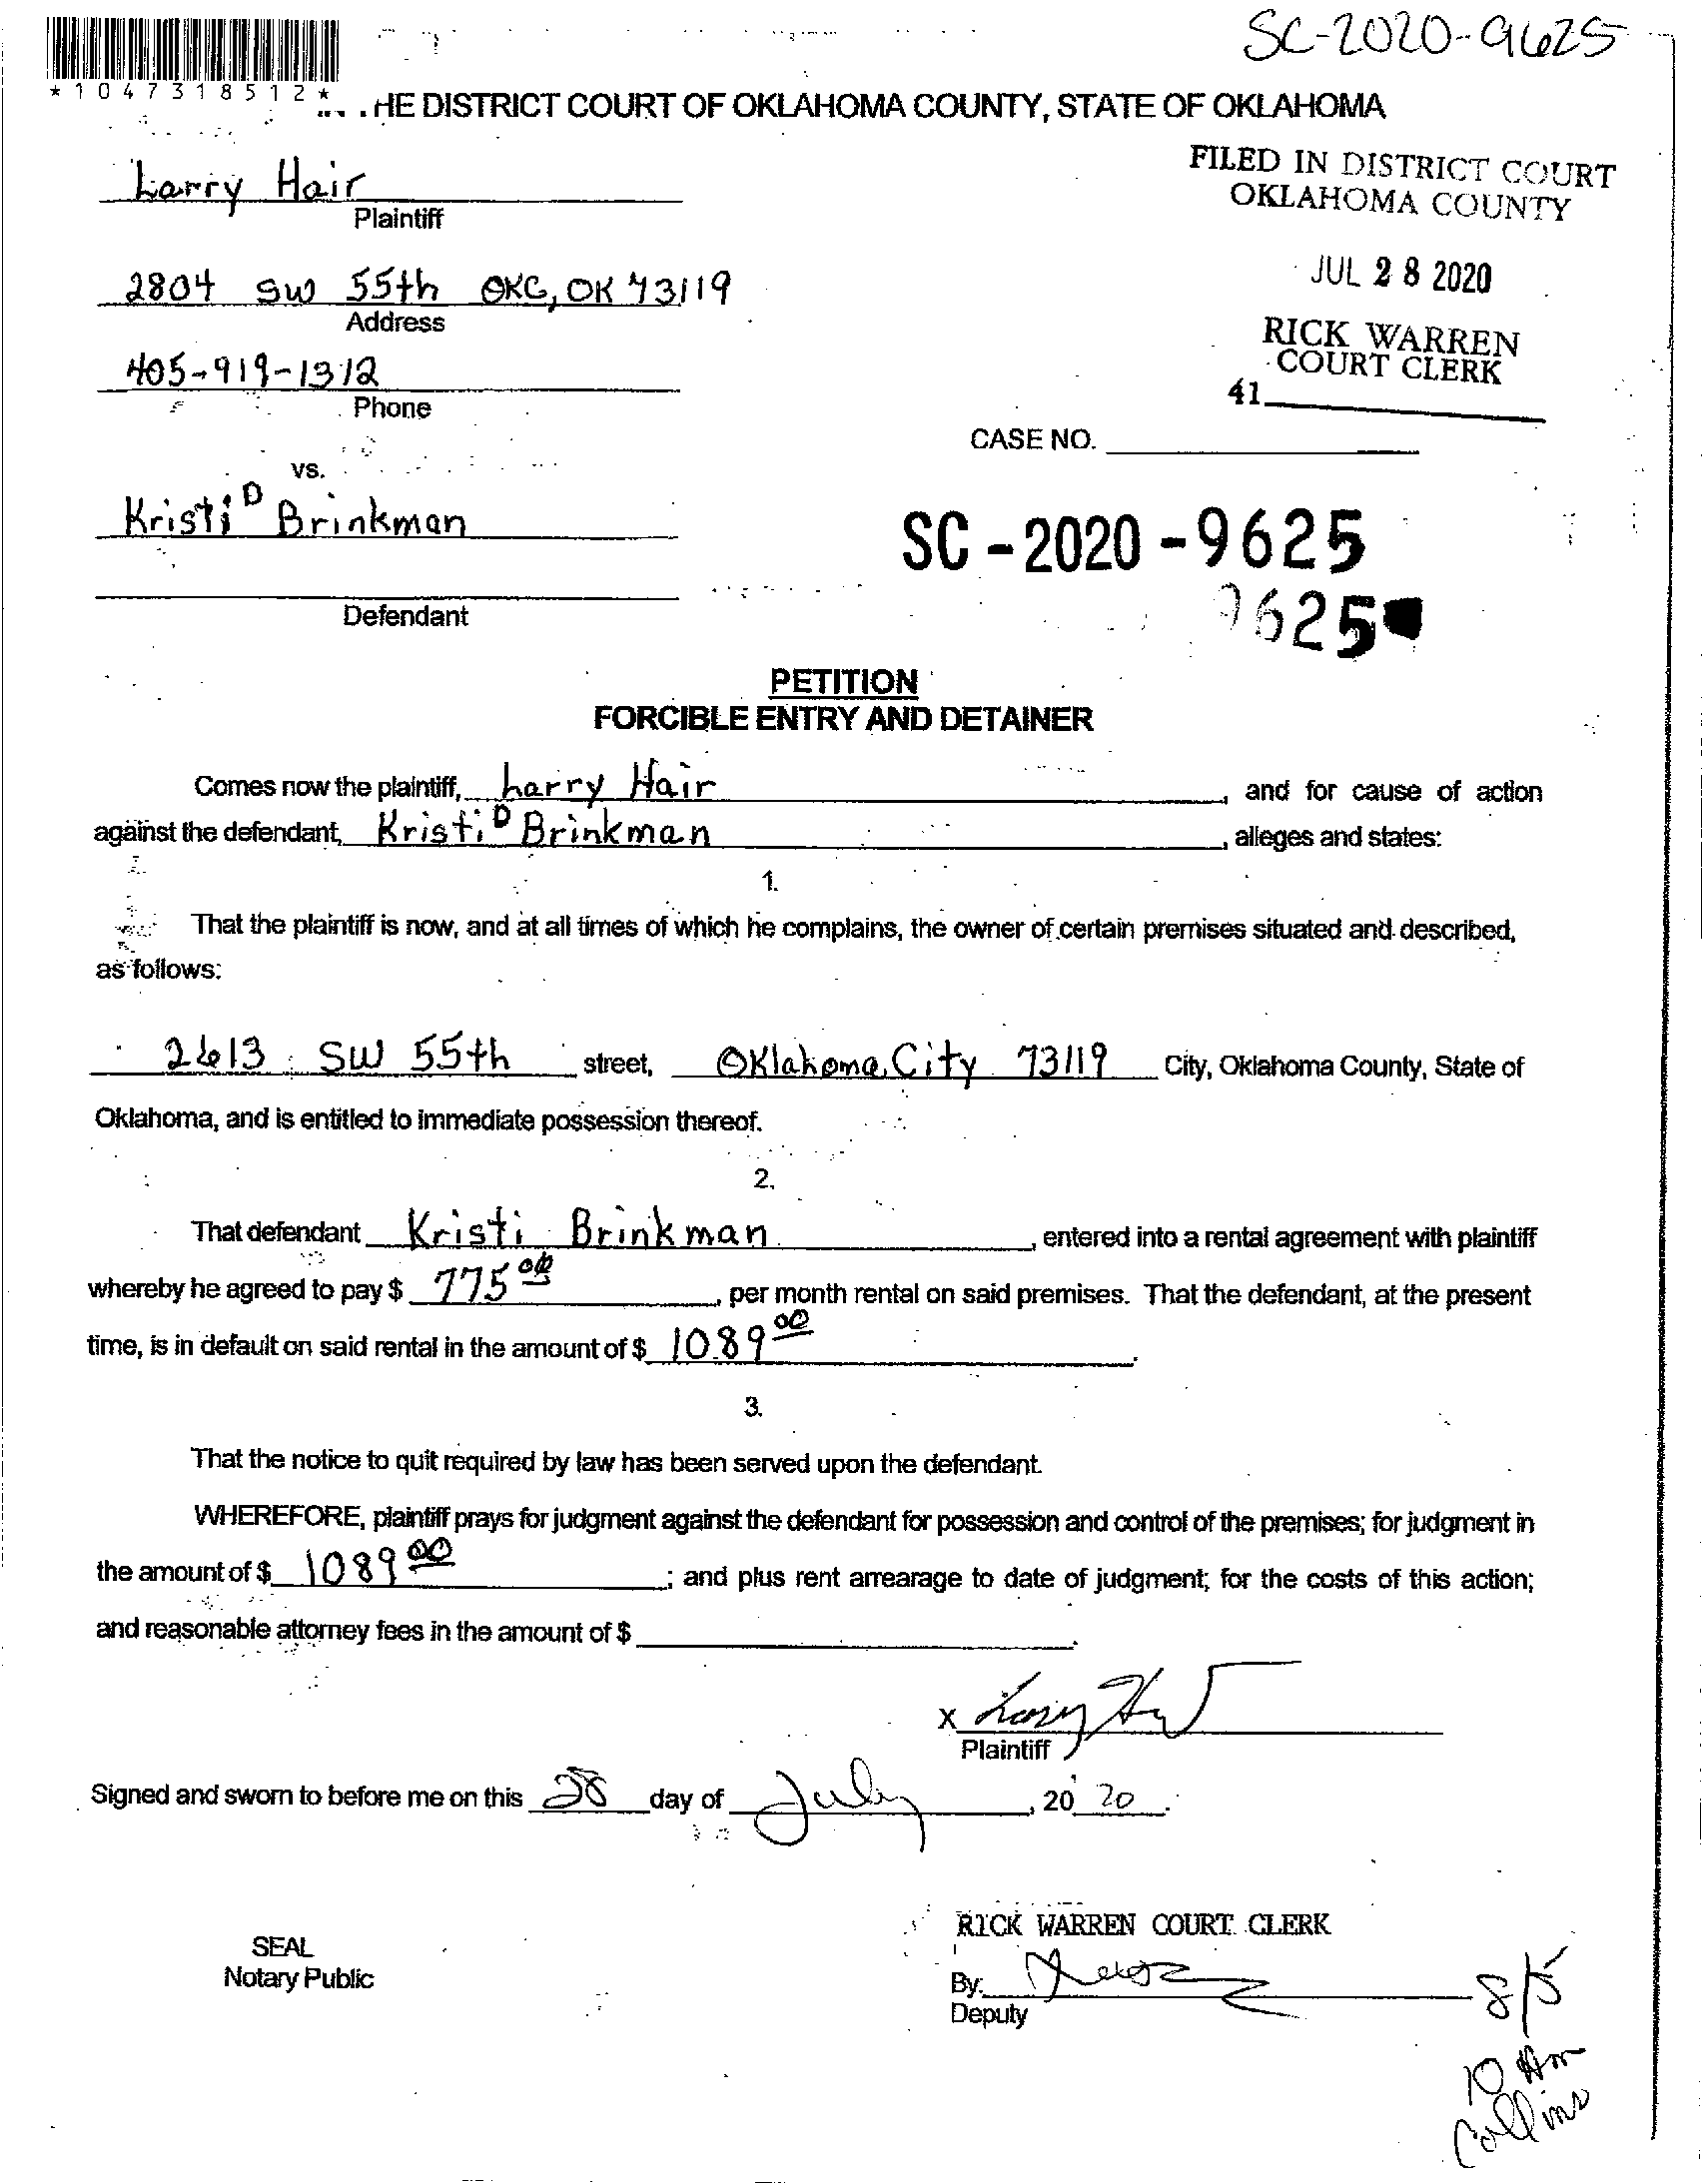 SC-2020-9625
*1047318512*
HE DISTRICT COURT OF OKLAHOMA COUNTY, STATE OF OKLAHOMA
FILED IN DISTRICT COURT
OKLAHOMA COUNTY
Larry Hair
Plaintiff
JUL 28 2020
2804 SW 55th OKC, OK 73119
Address
RICK WARREN
COURT CLERK
41
405-919-1312
Phone
CASE NO.
vs.
Kristi D Brinkman
SC-2020-9625
9625
Defendant
PETITION
FORCIBLE ENTRY AND DETAINER
Comes now the plaintiff, Larry Hair, and for cause of action
against the defendant, Kristi D Brinkman, alleges and states:
1.
That the plaintiff is now, and at all times of which he complains, the owner of certain premises situated and described,
as follows:
2613 SW 55th street, Oklahoma City 73119 City, Oklahoma County, State of
Oklahoma, and is entitled to immediate possession thereof.
2.
That defendant Kristi Brinkman, entered into a rental agreement with plaintiff
whereby he agreed to pay $ 775 00, per month rental on said premises. That the defendant, at the present
time, is in default on said rental in the amount of $ 1089 00.
3.
That the notice to quit required by law has been served upon the defendant.
WHEREFORE, plaintiff prays for judgment against the defendant for possession and control of the premises; for judgment in
the amount of $ 1089 00; and plus rent arrearage to date of judgment; for the costs of this action;
and reasonable attorney fees in the amount of $.
X Larry Hair
Plaintiff
Signed and sworn to before me on this 28 day of July, 2020.
RICK WARREN COURT CLERK
SEAL
Notary Public
By:
Deputy
8/5
10 Am
Collins